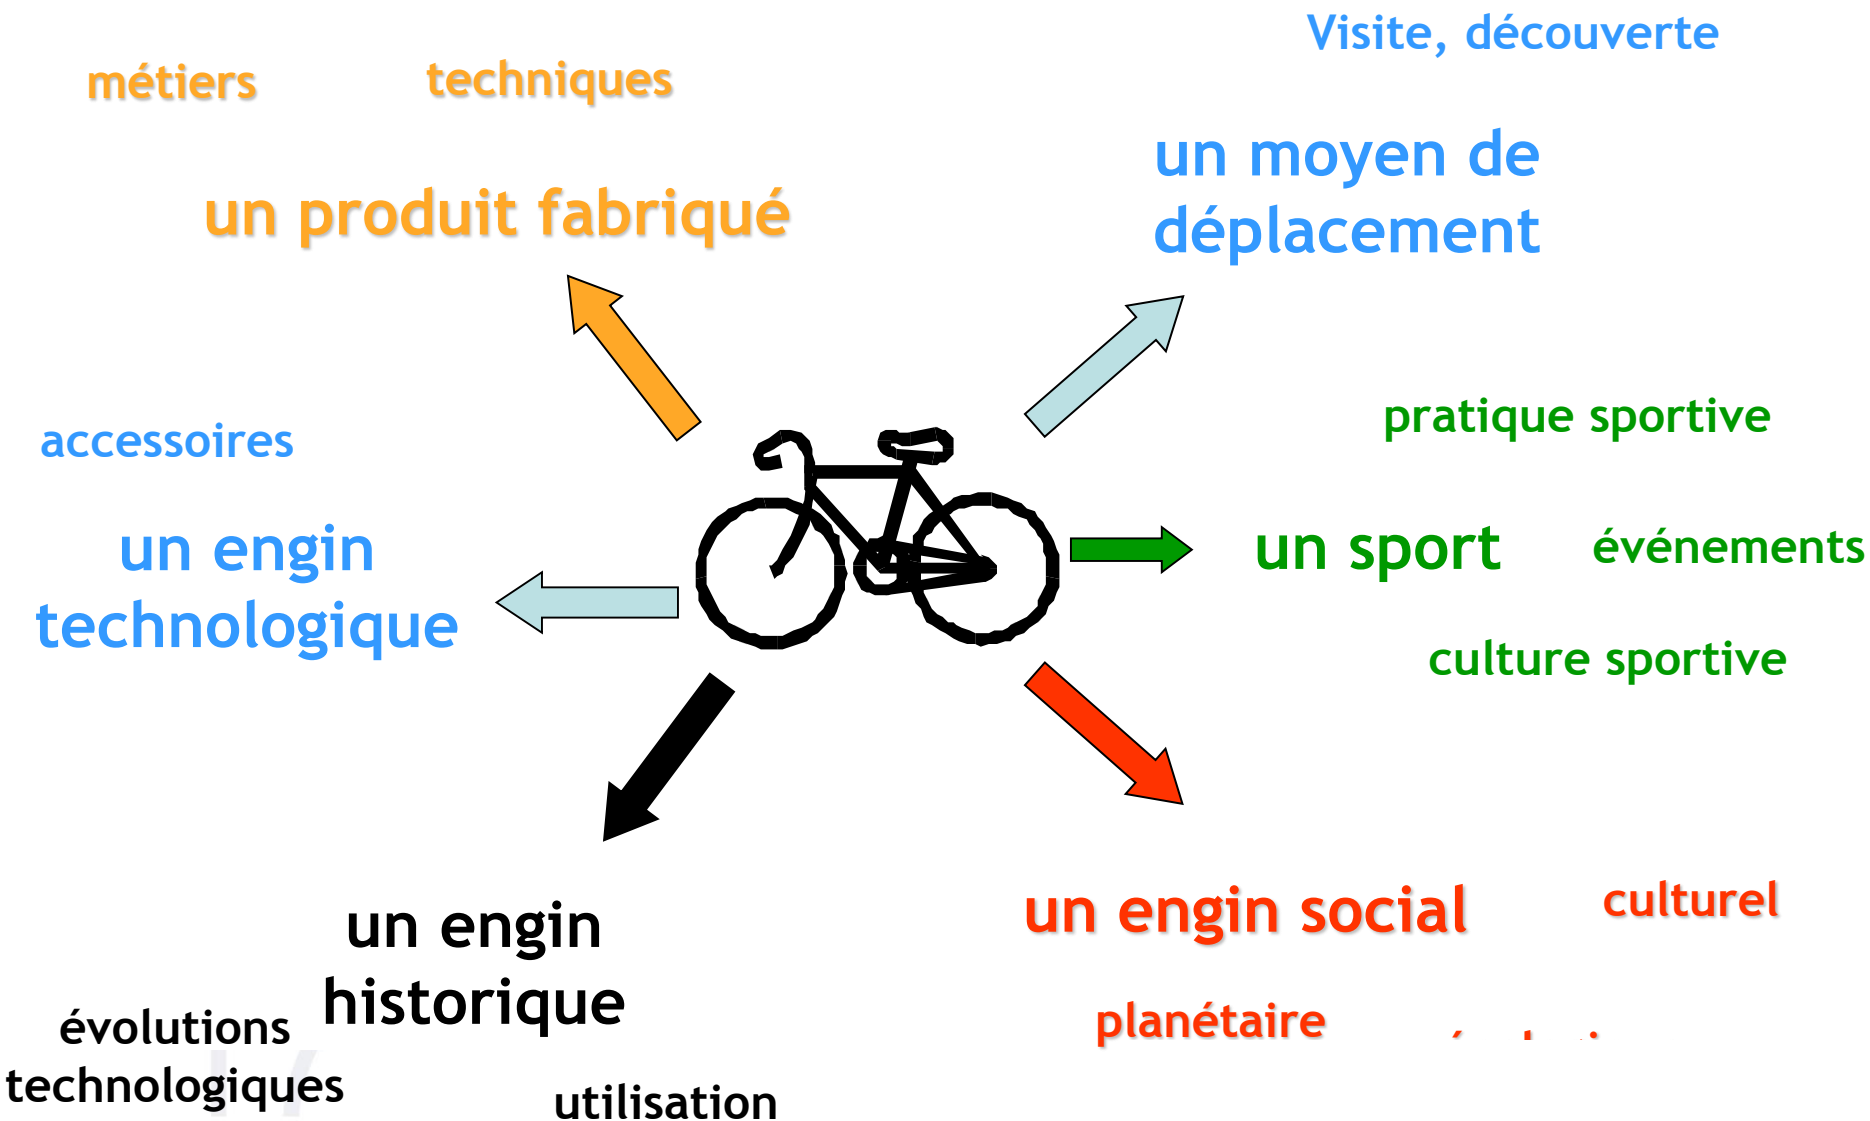 Visite, découverte
métiers
techniques
un moyen de
déplacement
un produit fabriqué
accessoires
pratique sportive
un engin
technologique
un sport
événements
culture sportive
un engin social
culturel
un engin
historique
planétaire
évolutions
technologiques
utilisation